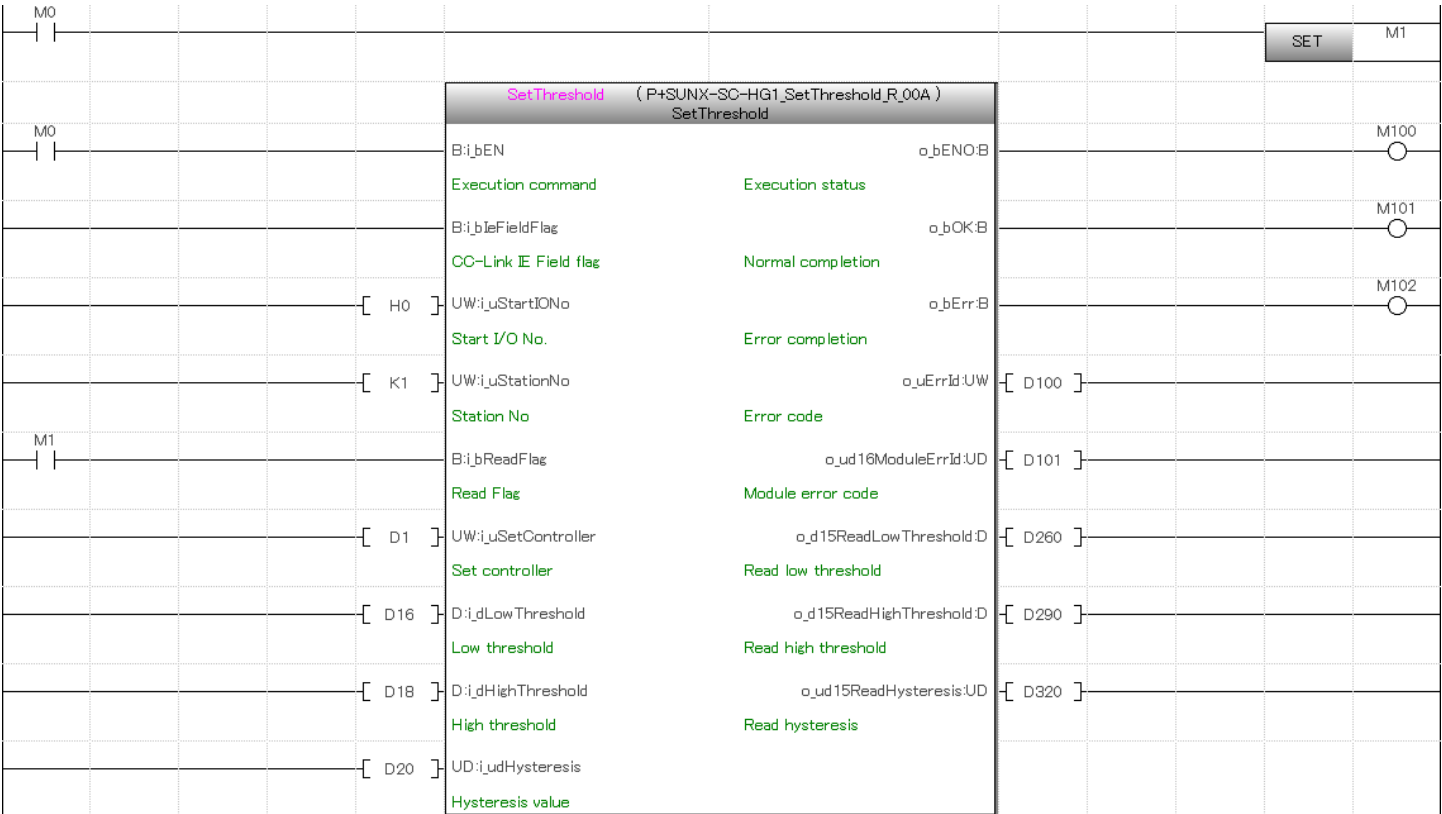 M0
SET M1
SetThreshold (P+SUNX-SC-HG1_SetThreshold_R_00A)
SetThreshold
M0 M100
B:i_bEN o_bENO:B
Execution command Execution status
M101
B:i_bIeFieldFlag o_bOK:B
CC-Link IE Field flag Normal completion
M102
[ H0 ] UW:i_uStartIONo o_bErr:B
Start I/O No. Error completion
[ K1 ] UW:i_uStationNo o_uErrId:UW [ D100 ]
Station No Error code
M1
B:i_bReadFlag o_ud16ModuleErrId:UD [ D101 ]
Read Flag Module error code
[ D1 ] UW:i_uSetController o_d15ReadLowThreshold:D [ D260 ]
Set controller Read low threshold
[ D16 ] D:i_dLowThreshold o_d15ReadHighThreshold:D [ D290 ]
Low threshold Read high threshold
[ D18 ] D:i_dHighThreshold o_ud15ReadHysteresis:UD [ D320 ]
High threshold Read hysteresis
[ D20 ] UD:i_udHysteresis
Hysteresis value